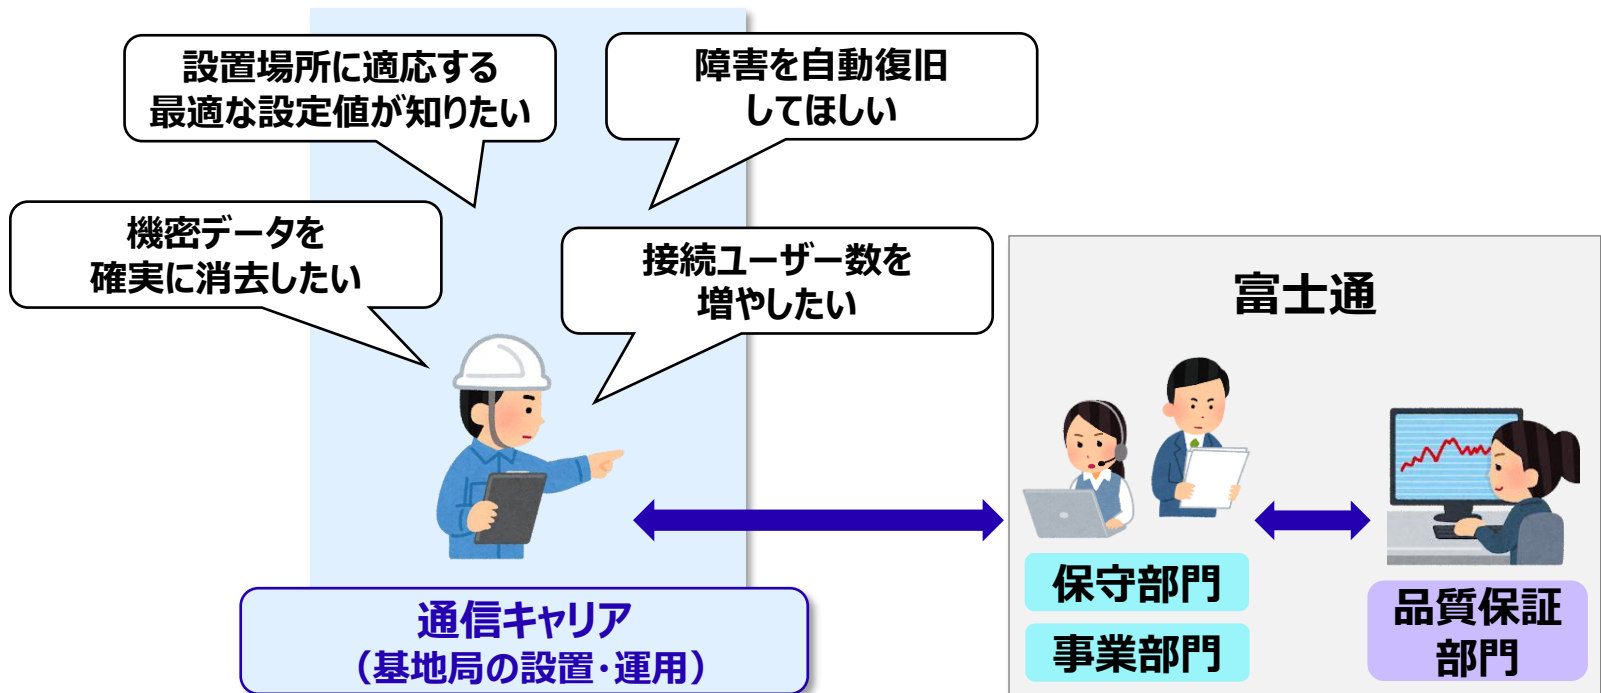 設置場所に適応する
最適な設定値が知りたい
障害を自動復旧
してほしい
機密データを
確実に消去したい
接続ユーザー数を
増やしたい
通信キャリア
（基地局の設置・運用）
富士通
保守部門
事業部門
品質保証
部門